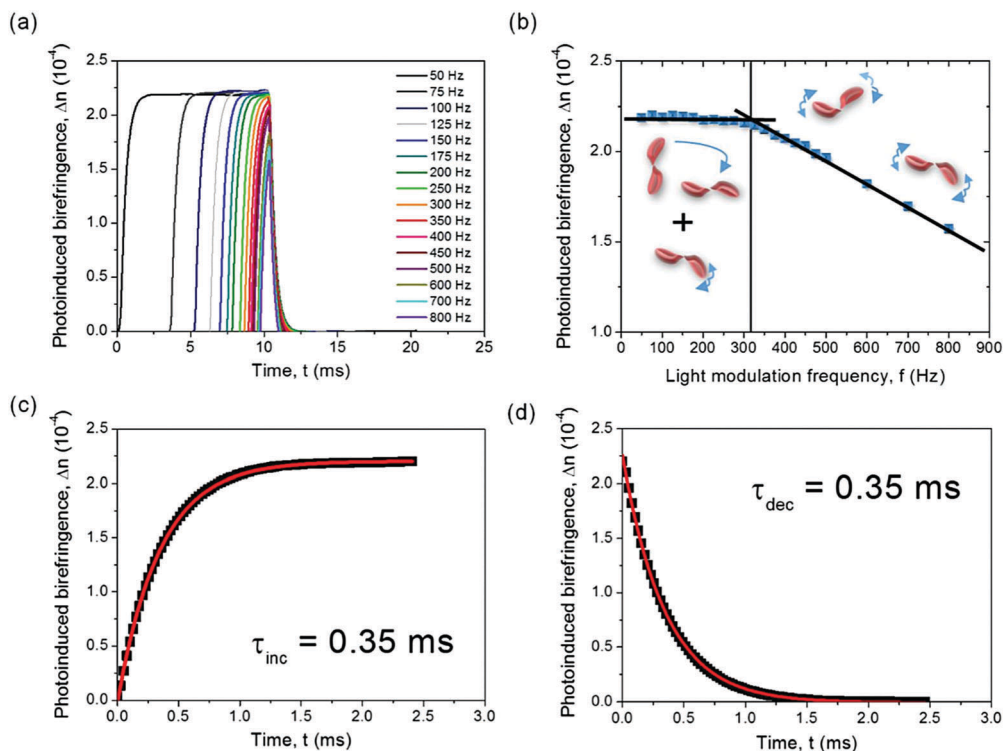 (a)
Photoinduced birefringence, Δn (10⁻⁴)
2.5
2.0
1.5
1.0
0.5
0.0
0 5 10 15 20 25
Time, t (ms)
50 Hz
75 Hz
100 Hz
125 Hz
150 Hz
175 Hz
200 Hz
250 Hz
300 Hz
350 Hz
400 Hz
450 Hz
500 Hz
600 Hz
700 Hz
800 Hz
(b)
Photoinduced birefringence, Δn (10⁻⁴)
2.5
2.0
1.5
1.0
0 100 200 300 400 500 600 700 800 900
Light modulation frequency, f (Hz)
+
(c)
Photoinduced birefringence, Δn (10⁻⁴)
2.5
2.0
1.5
1.0
0.5
0.0
0.0 0.5 1.0 1.5 2.0 2.5 3.0
Time, t (ms)
τinc = 0.35 ms
(d)
Photoinduced birefringence, Δn (10⁻⁴)
2.5
2.0
1.5
1.0
0.5
0.0
0.0 0.5 1.0 1.5 2.0 2.5 3.0
Time, t (ms)
τdec = 0.35 ms